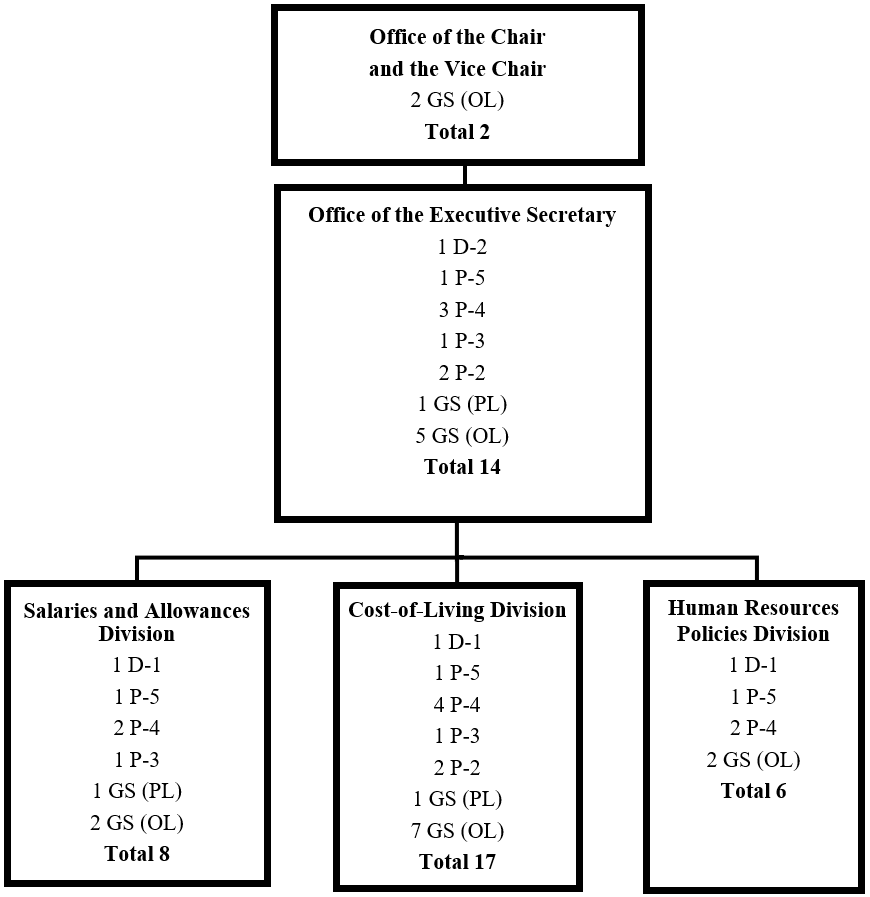 Office of the Chair
and the Vice Chair
2 GS (OL)
Total 2
Office of the Executive Secretary
1 D-2
1 P-5
3 P-4
1 P-3
2 P-2
1 GS (PL)
5 GS (OL)
Total 14
Salaries and Allowances
Division
1 D-1
1 P-5
2 P-4
1 P-3
1 GS (PL)
2 GS (OL)
Total 8
Cost-of-Living Division
1 D-1
1 P-5
4 P-4
1 P-3
2 P-2
1 GS (PL)
7 GS (OL)
Total 17
Human Resources
Policies Division
1 D-1
1 P-5
2 P-4
2 GS (OL)
Total 6